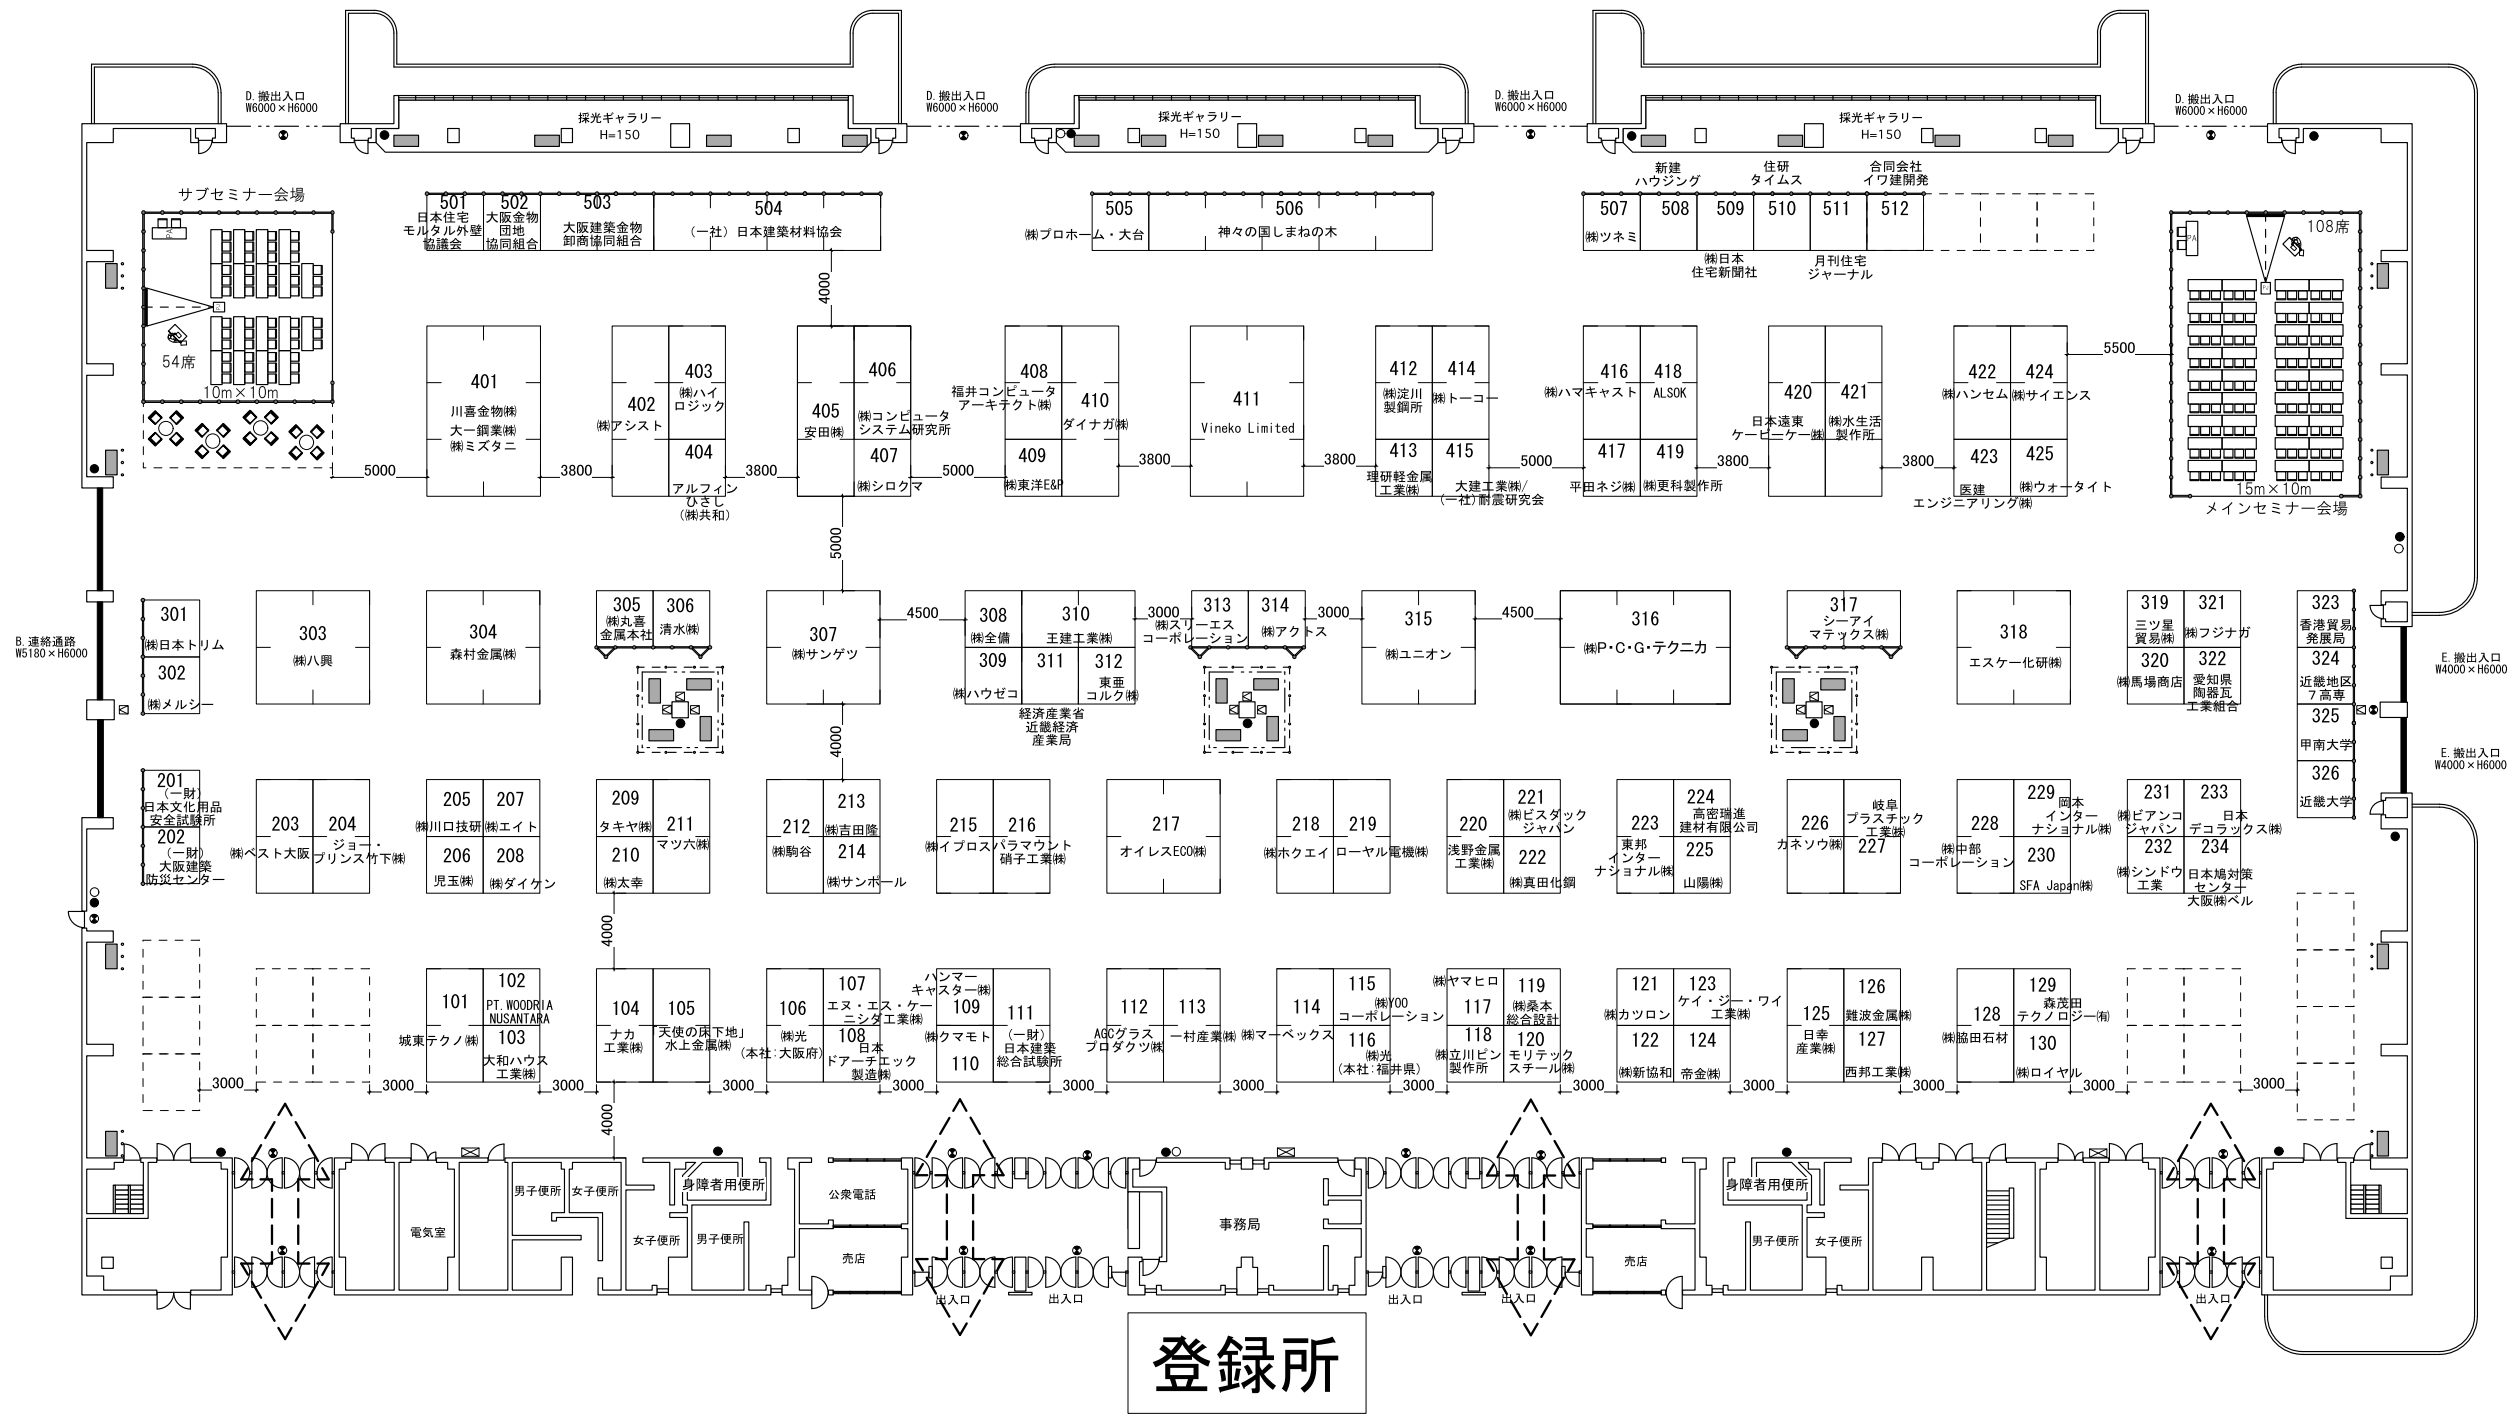 D.搬出入口
W6000×H6000
D.搬出入口
W6000×H6000
D.搬出入口
W6000×H6000
D.搬出入口
W6000×H6000
採光ギャラリー
H=150
採光ギャラリー
H=150
採光ギャラリー
H=150
サブセミナー会場
PA
54席
10m×10m
501
日本住宅
モルタル外壁
協議会
502
大阪金物
団地
協同組合
503
大阪建築金物
卸商協同組合
504
(一社)日本建築材料協会
505
㈱プロホーム・大台
506
神々の国しまねの木
新建
ハウジング
住研
タイムス
合同会社
イワ建開発
507
㈱ツネミ
508
509
㈱日本
住宅新聞社
510
511
月刊住宅
ジャーナル
512
PA
108席
15m×10m
メインセミナー会場
4000
401
川喜金物㈱
大一鋼業㈱
㈱ミズタニ
402
㈱アシスト
403
㈱ハイ
ロジック
404
アルフィン
ひさし
(㈱共和)
405
安田㈱
406
㈱コンピュータ
システム研究所
407
㈱シロクマ
408
福井コンピュータ
アーキテクト㈱
409
㈱東洋E&P
410
ダイナガ㈱
411
Vineko Limited
412
㈱淀川
製鋼所
413
理研軽金属
工業㈱
414
㈱トーコー
415
大建工業㈱/
(一社)耐震研究会
416
㈱ハマキャスト
417
平田ネジ㈱
418
ALSOK
419
㈱更科製作所
420
日本遠東
ケービーケー㈱
421
㈱水生活
製作所
422
㈱ハンセム
423
医建
エンジニアリング㈱
424
㈱サイエンス
425
㈱ウォータイト
5500
5000
3800
3800
5000
3800
3800
5000
3800
3800
5000
B.連絡通路
W5180×H6000
301
㈱日本トリム
302
㈱メルシー
303
㈱八興
304
森村金属㈱
305
㈱丸喜
金属本社
306
清水㈱
307
㈱サンゲツ
4500
308
㈱全備
309
㈱ハウゼコ
310
王建工業㈱
311
経済産業省
近畿経済
産業局
312
東亜
コルク㈱
3000
313
㈱スリーエス
コーポレーション
314
㈱アクトス
3000
315
㈱ユニオン
4500
316
㈱P・C・G・テクニカ
317
シーアイ
マテックス㈱
318
エスケー化研㈱
319
三ツ星
貿易㈱
320
㈱馬場商店
321
㈱フジナガ
322
愛知県
陶器瓦
工業組合
323
香港貿易
発展局
324
近畿地区
7高専
325
甲南大学
326
近畿大学
E.搬出入口
W4000×H6000
E.搬出入口
W4000×H6000
4000
201
(一財)
日本文化用品
安全試験所
202
(一財)
大阪建築
防災センター
203
㈱ベスト大阪
204
ジョー・
プリンス竹下㈱
205
㈱川口技研
206
児玉㈱
207
㈱エイト
208
㈱ダイケン
209
タキヤ㈱
210
㈱太幸
211
マツ六㈱
212
㈱駒谷
213
㈱吉田隆
214
㈱サンポール
215
㈱イプロス
216
パラマウント
硝子工業㈱
217
オイレスECO㈱
218
㈱ホクエイ
219
ローヤル電機㈱
220
浅野金属
工業㈱
221
㈱ビスダック
ジャパン
222
㈱真田化鋼
223
東邦
インター
ナショナル㈱
224
高密瑞進
建材有限公司
225
山陽㈱
226
カネソウ㈱
岐阜
プラスチック
工業㈱
227
228
㈱中部
コーポレーション
229
岡本
インター
ナショナル㈱
230
SFA Japan㈱
231
㈱ビアンコ
ジャパン
232
㈱シンドウ
工業
233
日本
デコラックス㈱
234
日本鳩対策
センター
大阪㈱ベル
4000
101
城東テクノ㈱
102
PT.WOODRIA
NUSANTARA
103
大和ハウス
工業㈱
104
ナカ
工業㈱
105
「天使の床下地」
水上金属㈱
106
㈱光
(本社:大阪府)
107
エヌ・エス・ケー
ニシダ工業㈱
108
日本
ドアーチェック
製造㈱
ハンマー
キャスター㈱
109
㈱クマモト
110
111
(一財)
日本建築
総合試験所
112
AGCグラス
プロダクツ㈱
113
一村産業㈱
114
㈱マーベックス
115
㈱YOO
コーポレーション
116
㈱光
(本社:福井県)
㈱ヤマヒロ
117
118
㈱立川ピン
製作所
119
㈱桑本
総合設計
120
モリテック
スチール㈱
121
㈱カツロン
122
㈱新協和
123
ケイ・ジー・ワイ
工業㈱
124
帝金㈱
125
日幸
産業㈱
126
難波金属㈱
127
西邦工業㈱
128
㈱脇田石材
129
森茂田
テクノロジー㈲
130
㈱ロイヤル
3000
3000
3000
3000
3000
3000
3000
3000
3000
3000
3000
3000
3000
4000
電気室
男子便所
女子便所
女子便所
身障者用便所
男子便所
公衆電話
売店
事務局
売店
身障者用便所
男子便所
女子便所
出入口
出入口
出入口
出入口
出入口
登録所